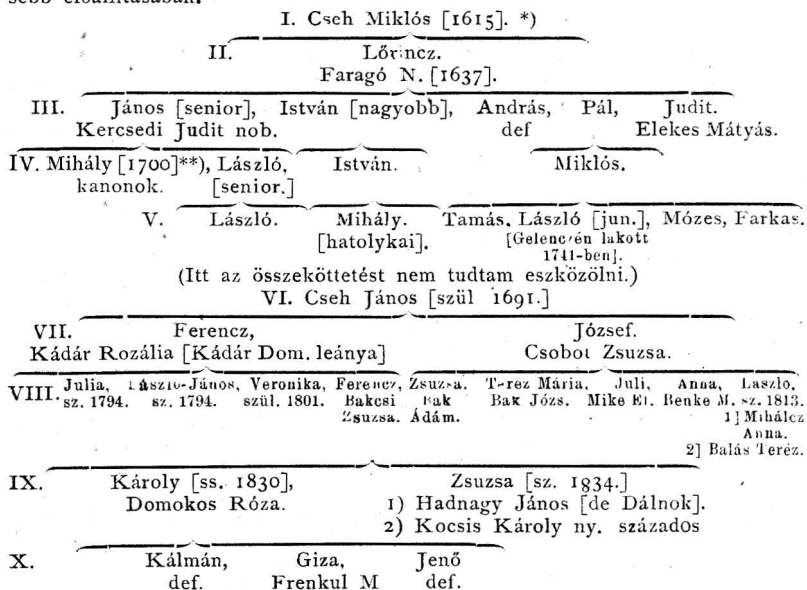 sebb előállításában.
I. Cseh Miklós [1615]. *)
II. Lőrincz.
Faragó N. [1637].
III. János [senior], István [nagyobb], András, Pál, Judit.
Kercsedi Judit nob. def Elekes Mátyás.
IV. Mihály [1700]**), László, István. Miklós.
kanonok. [senior.]
V. László. Mihály. Tamás. László [jun.], Mózes, Farkas.
[hatolykai]. [Gelenczén lakott
1741-ben].
(Itt az összeköttetést nem tudtam eszközölni.)
VI. Cseh János [szül 1691.]
VII. Ferencz, József.
Kádár Rozália [Kádár Dom. leánya] Csobot Zsuzsa.
VIII. Julia, László-János, Veronika, Ferencz, Zsuzsa. Teréz Mária, Juli, Anna, Laszlo,
sz. 1794. sz. 1794. szül. 1801. Bakcsi Bak Bak Józs. Mike El. Benke M. sz. 1813.
Zsuzsa. Ádám. 1] Mihálcz
Anna.
2] Balás Teréz.
IX. Károly [ss. 1830], Zsuzsa [sz. 1834.]
Domokos Róza. 1) Hadnagy János [de Dálnok].
2) Kocsis Károly ny. százados
X. Kálmán, Giza, Jenő
def. Frenkul M def.